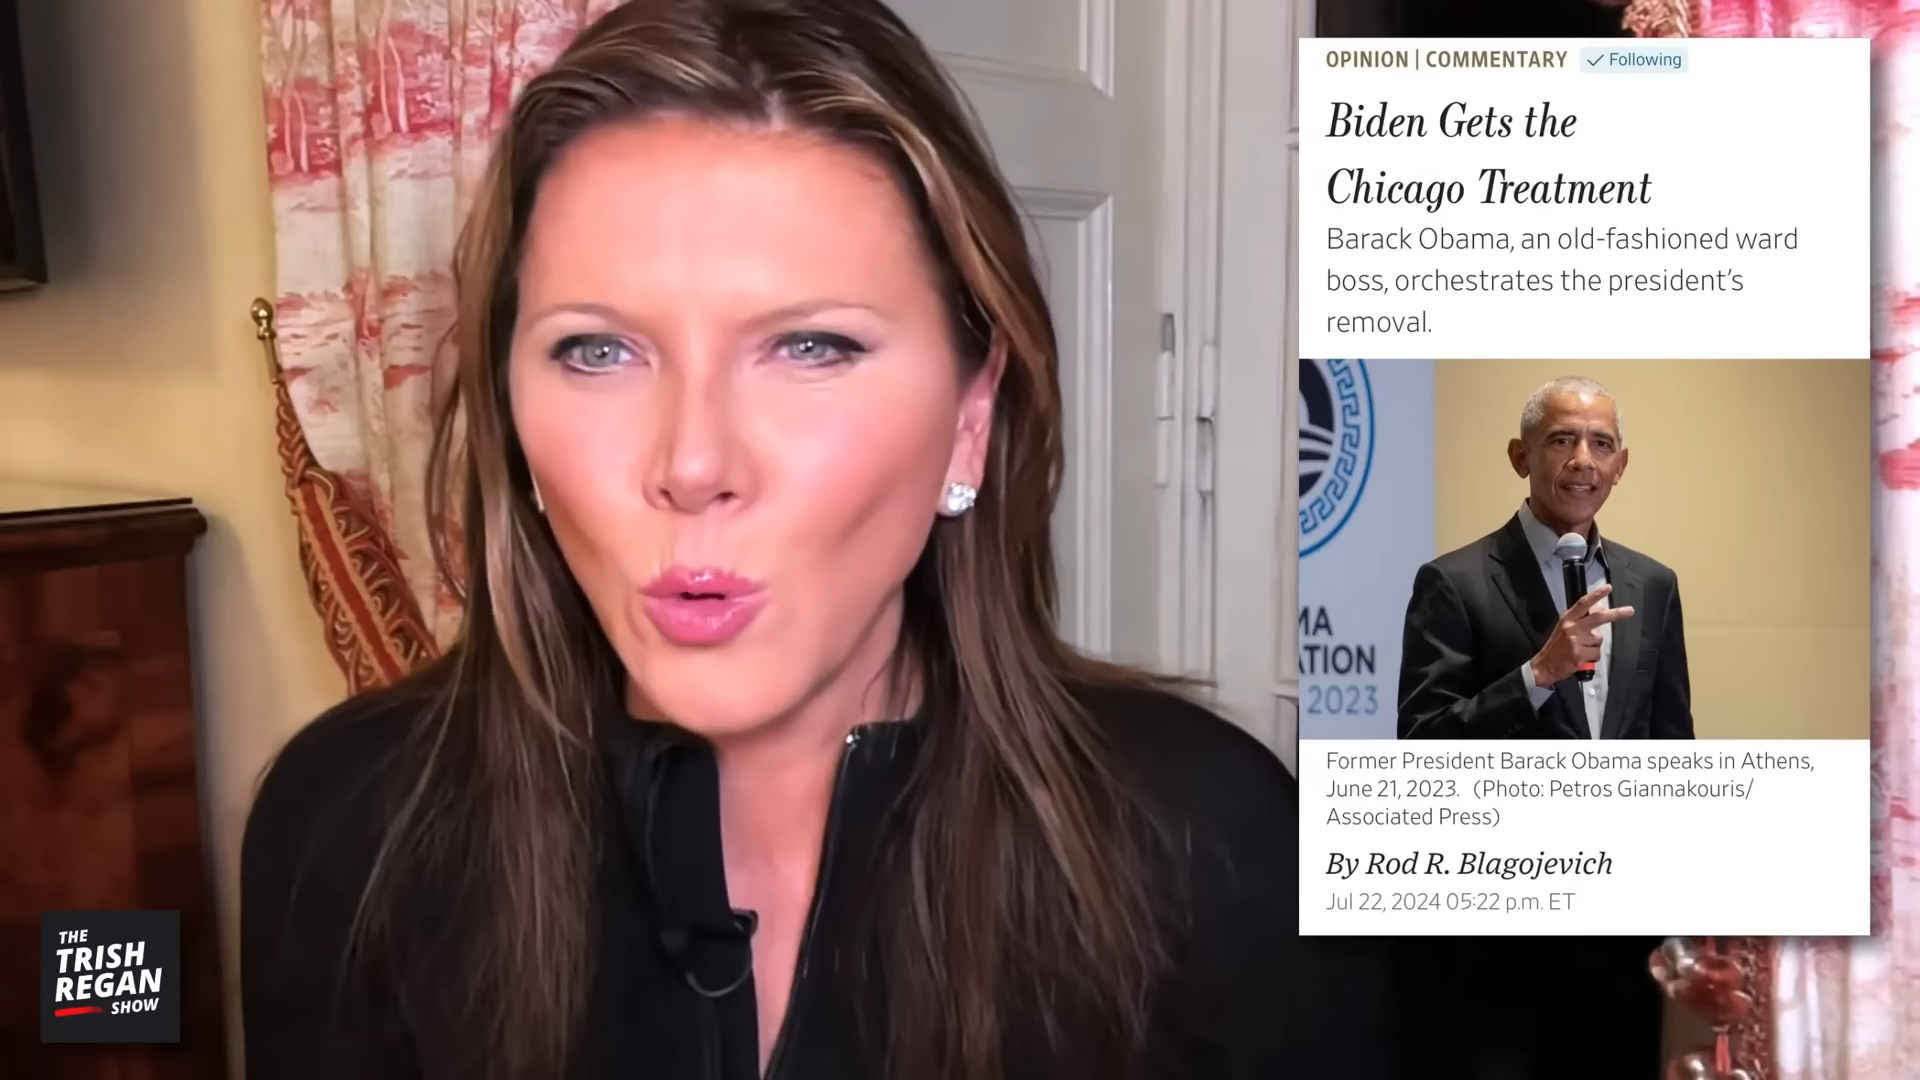 OPINION | COMMENTARY ✓ Following
Biden Gets the
Chicago Treatment
Barack Obama, an old-fashioned ward
boss, orchestrates the president's
removal.
MA
ATION
2023
Former President Barack Obama speaks in Athens,
June 21, 2023. (Photo: Petros Giannakouris/
Associated Press)
By Rod R. Blagojevich
Jul 22, 2024 05:22 p.m. ET
THE
TRISH
REGAN
SHOW